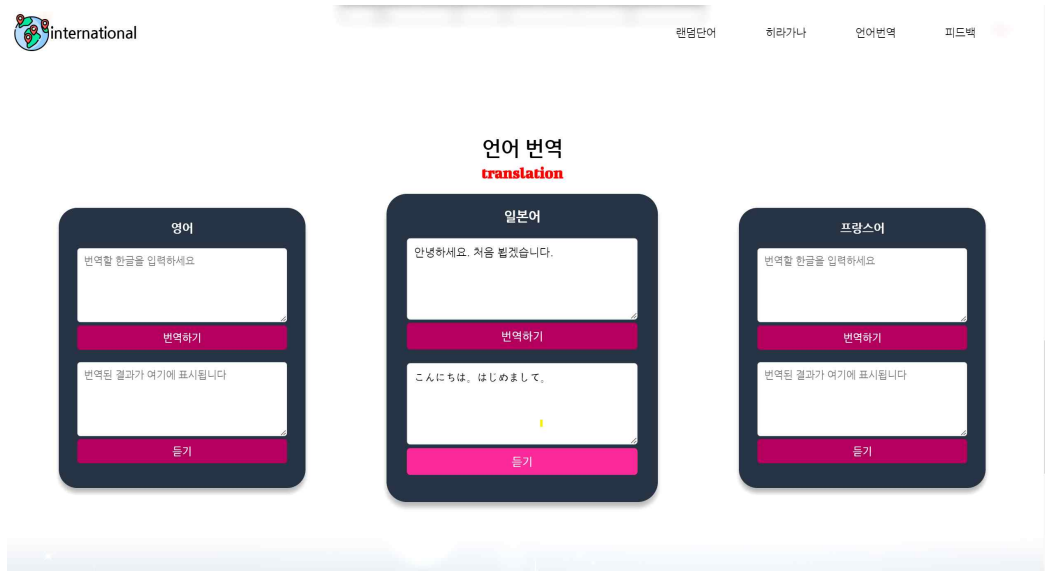 international
랜덤단어 히라가나 언어번역 피드백
언어 번역
translation
영어
번역할 한글을 입력하세요
번역하기
번역된 결과가 여기에 표시됩니다
듣기
일본어
안녕하세요. 처음 뵙겠습니다.
번역하기
こんにちは。はじめまして。
듣기
프랑스어
번역할 한글을 입력하세요
번역하기
번역된 결과가 여기에 표시됩니다
듣기